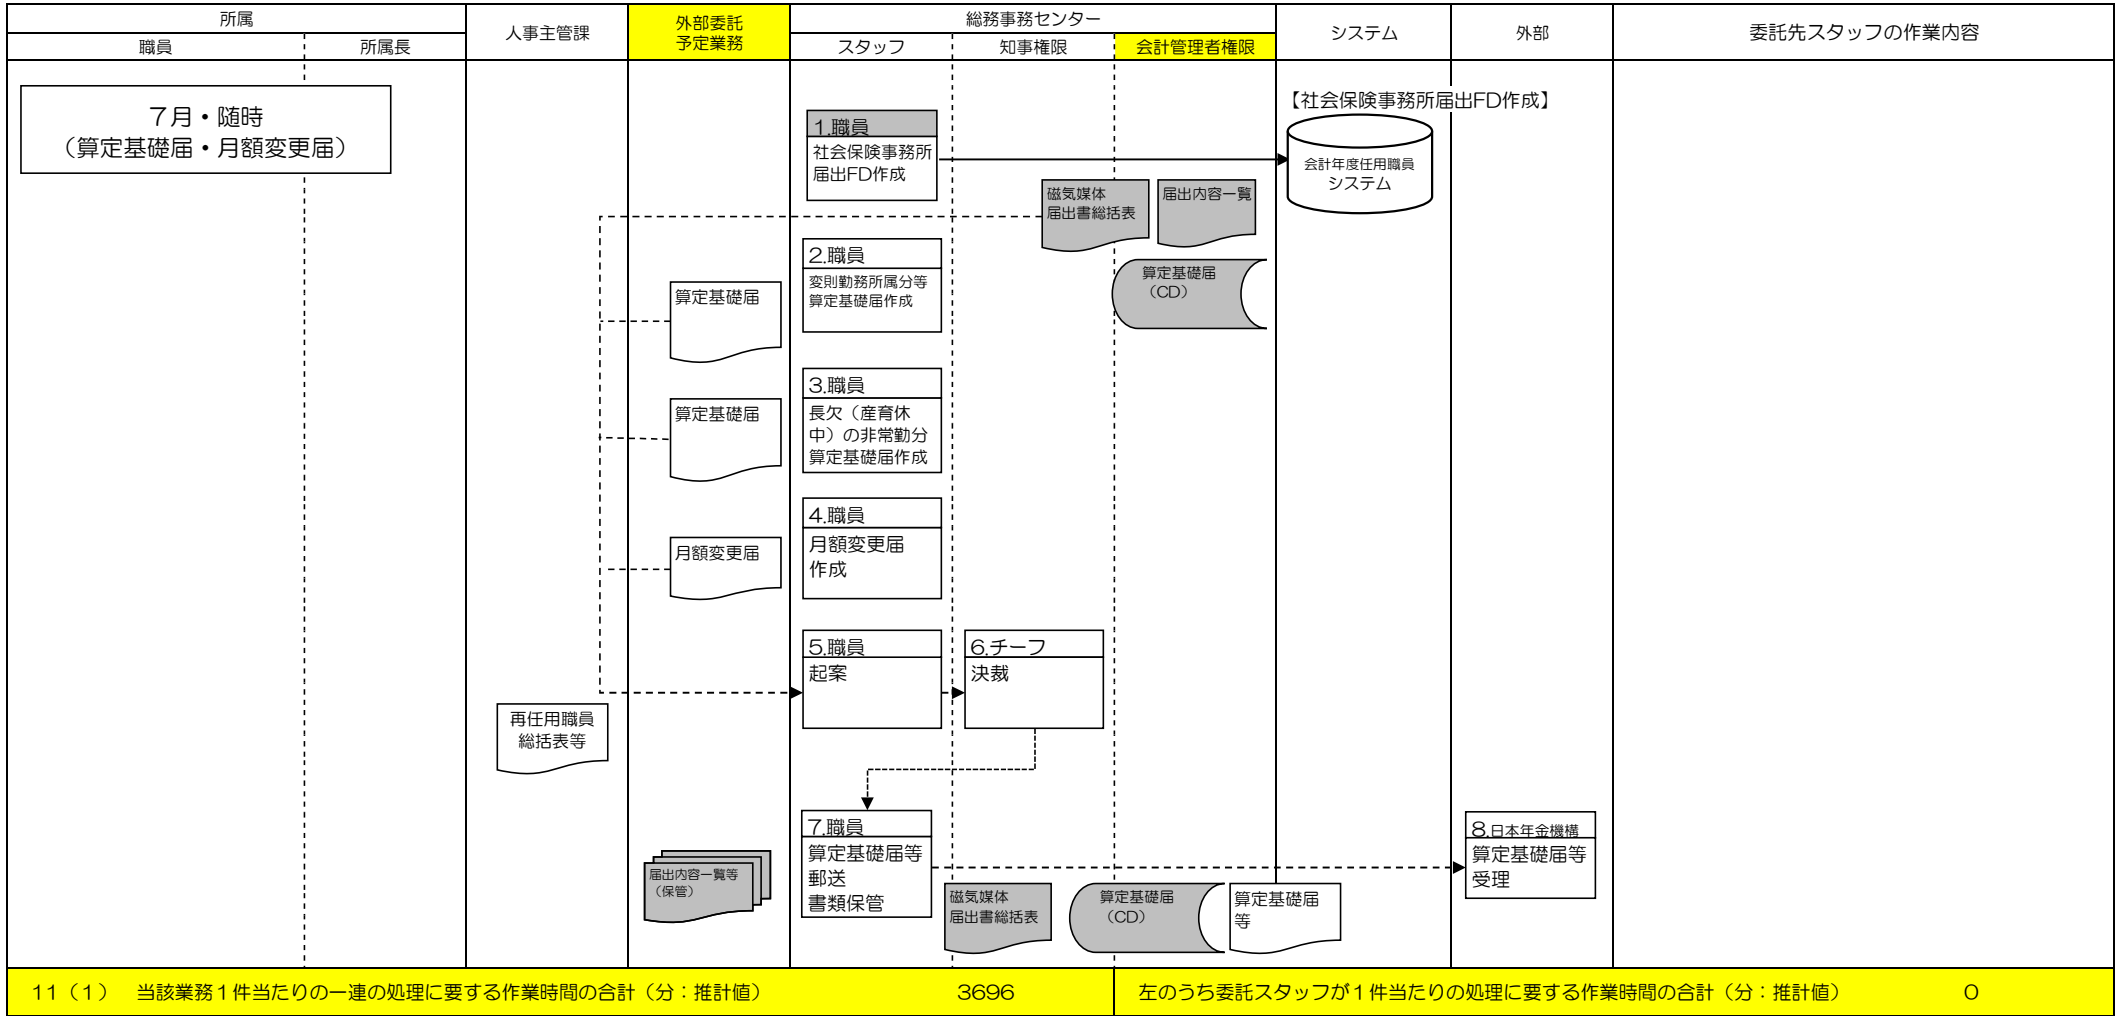 所属
職員
所属長
人事主管課
外部委託
予定業務
総務事務センター
スタッフ
知事権限
会計管理者権限
システム
外部
委託先スタッフの作業内容
７月・随時
（算定基礎届・月額変更届）
1.職員
社会保険事務所
届出FD作成
【社会保険事務所届出FD作成】
会計年度任用職員
システム
磁気媒体
届出書総括表
届出内容一覧
算定基礎届
（CD）
2.職員
変則勤務所属分等
算定基礎届作成
算定基礎届
3.職員
長欠（産育休
中）の非常勤分
算定基礎届作成
算定基礎届
4.職員
月額変更届
作成
月額変更届
5.職員
起案
6.チーフ
決裁
再任用職員
総括表等
7.職員
算定基礎届等
郵送
書類保管
届出内容一覧等
（保管）
磁気媒体
届出書総括表
算定基礎届
（CD）
算定基礎届
等
8.日本年金機構
算定基礎届等
受理
11（１） 当該業務１件当たりの一連の処理に要する作業時間の合計（分：推計値） 3696
左のうち委託スタッフが１件当たりの処理に要する作業時間の合計（分：推計値） 0